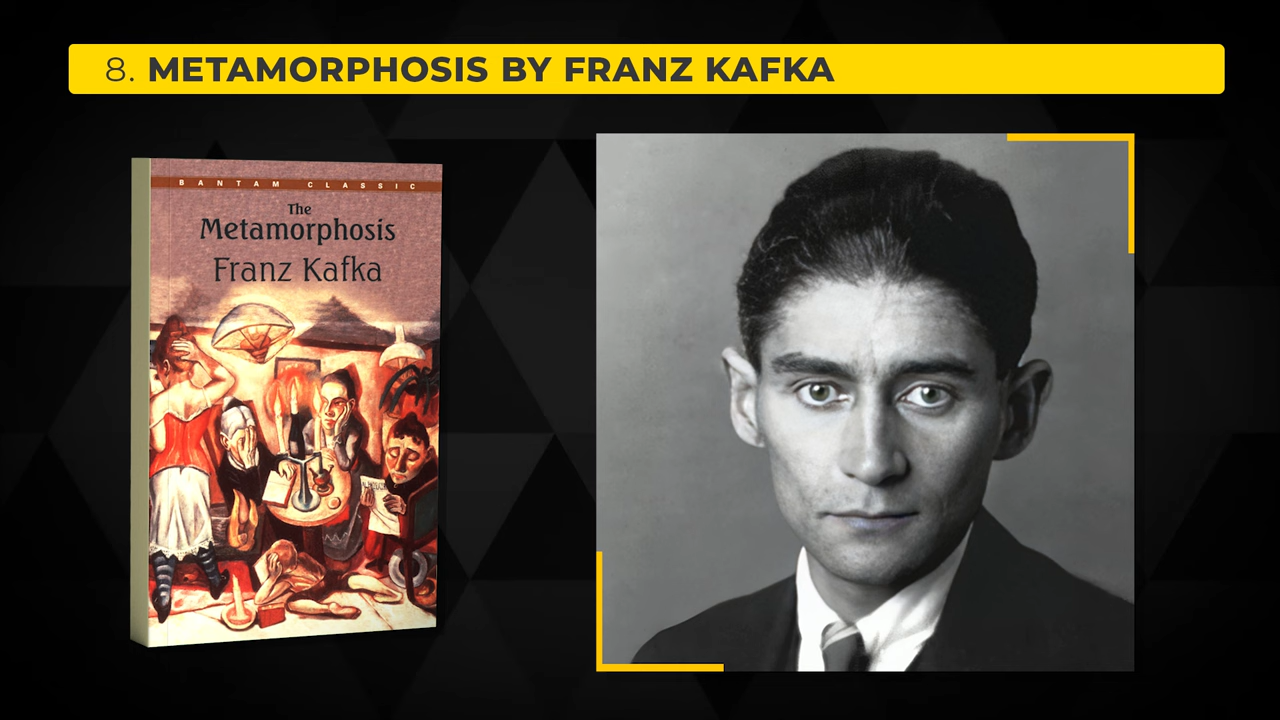 8. METAMORPHOSIS BY FRANZ KAFKA
BANTAM CLASSIC
The
Metamorphosis
Franz Kafka